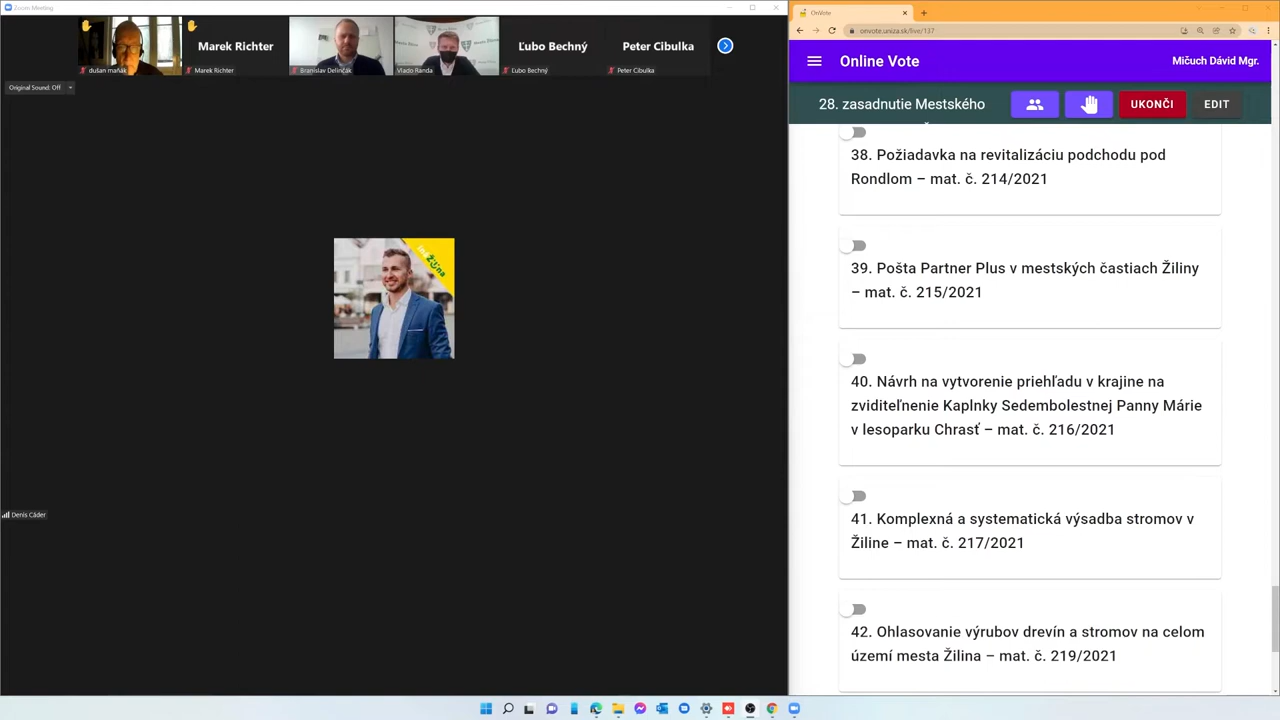 Zoom Meeting
Marek Richter
Ľubo Bechný
Peter Cibulka
dušan maňák
Marek Richter
Branislav Delinčák
Vlado Randa
Ľubo Bechný
Peter Cibulka
Original Sound: Off
Žilina
Denis Cáder
OnVote
onvote.uniza.sk/live/137
Online Vote
Mičuch Dávid Mgr.
28. zasadnutie Mestského
UKONČI
EDIT
38. Požiadavka na revitalizáciu podchodu pod
Rondlom – mat. č. 214/2021
39. Pošta Partner Plus v mestských častiach Žiliny
– mat. č. 215/2021
40. Návrh na vytvorenie priehľadu v krajine na
zviditeľnenie Kaplnky Sedembolestnej Panny Márie
v lesoparku Chrasť – mat. č. 216/2021
41. Komplexná a systematická výsadba stromov v
Žiline – mat. č. 217/2021
42. Ohlasovanie výrubov drevín a stromov na celom
území mesta Žilina – mat. č. 219/2021